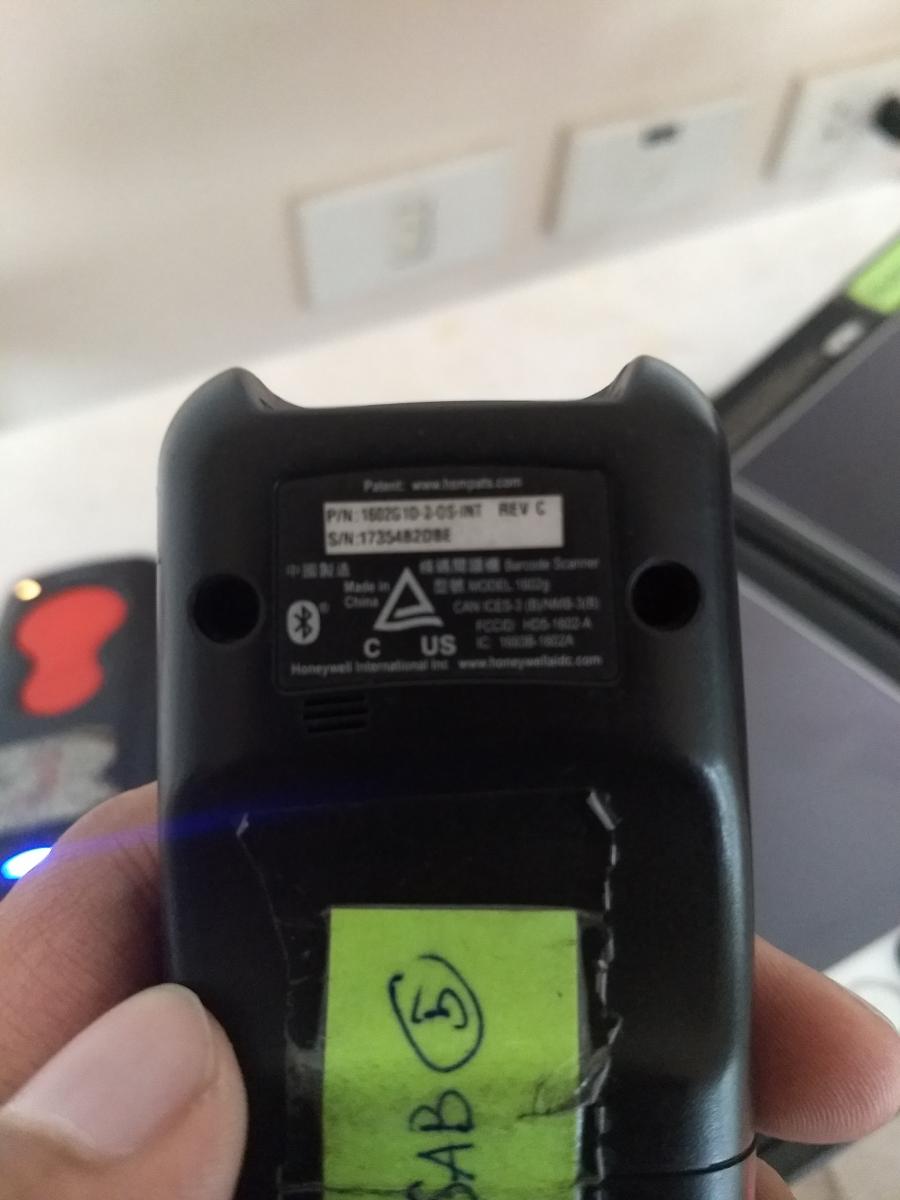 Patent: www.hsmpats.com
P/N:1602G1D-2-OS-INT REV C
S/N:17354B2DBE
中國製造 條碼閱讀機 Barcode Scanner
Made in China
型號 MODEL 1602g
CAN ICES-3 (B)/NMB-3(B)
FCCID: HD5-1602-A
IC: 1693B-1602A
C US
Honeywell International Inc www.honeywellaidc.com
SAB 5